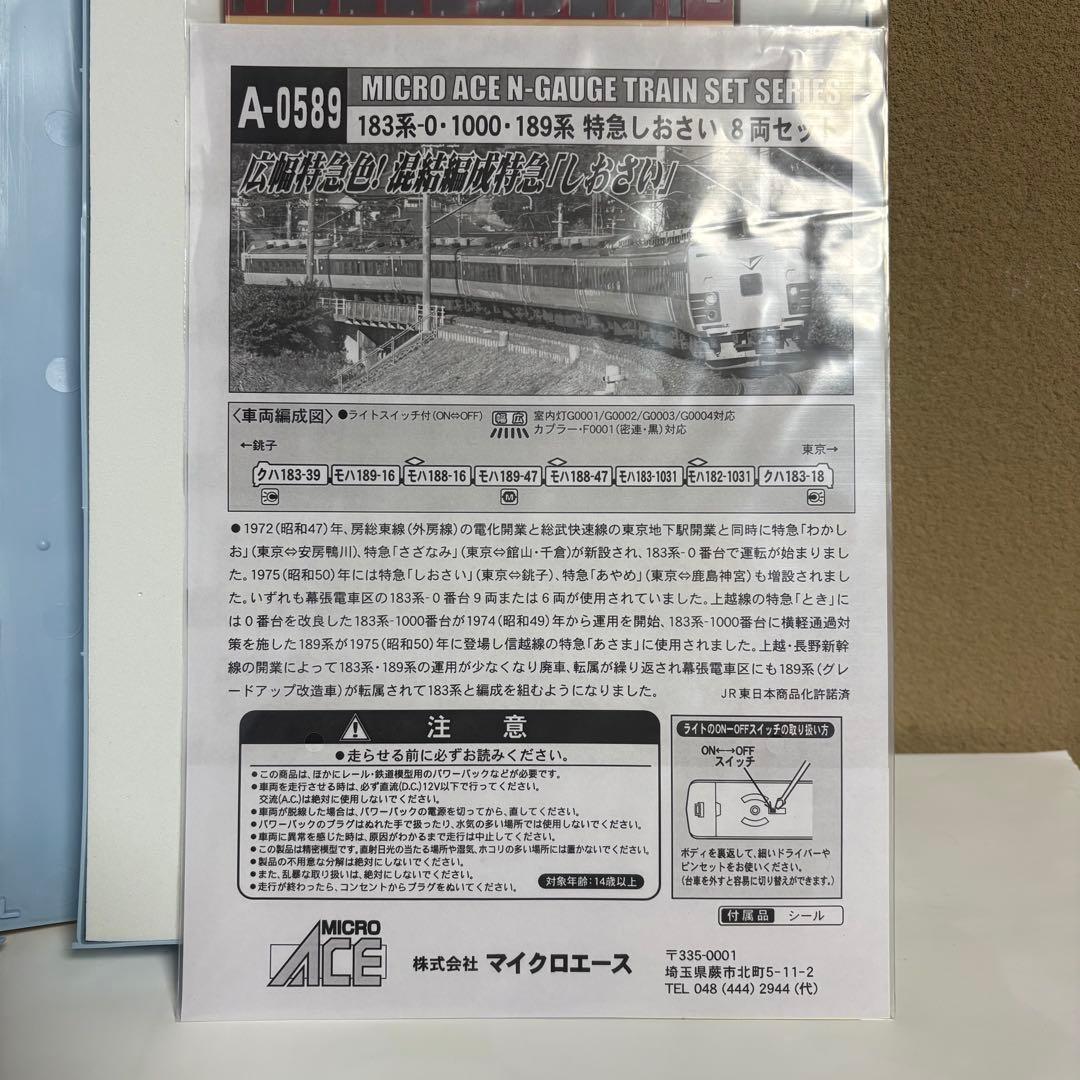 A-0589
MICRO ACE N-GAUGE TRAIN SET SERIES
183系-0・1000・189系 特急しおさい 8両セット
広幅特急色!混結編成特急「しおさい」
〈車両編成図〉 ●ライトスイッチ付(ON⇔OFF) 室内灯G0001/G0002/G0003/G0004対応
カプラー・F0001(密連・黒)対応
←銚子 東京→
クハ183-39 モハ189-16 モハ188-16 モハ189-47 モハ188-47 モハ183-1031 モハ182-1031 クハ183-18
M
●1972(昭和47)年、房総東線(外房線)の電化開業と総武快速線の東京地下駅開業と同時に特急「わかし
お」(東京⇔安房鴨川)、特急「さざなみ」(東京⇔館山・千倉)が新設され、183系-0番台で運転が始まりまし
た。1975(昭和50)年には特急「しおさい」(東京⇔銚子)、特急「あやめ」(東京⇔鹿島神宮)も増設されまし
た。いずれも幕張電車区の183系-0番台9両または6両が使用されていました。上越線の特急「とき」に
は0番台を改良した183系-1000番台が1974(昭和49)年から運用を開始、183系-1000番台に横軽通過対
策を施した189系が1975(昭和50)年に登場し信越線の特急「あさま」に使用されました。上越・長野新幹
線の開業によって183系・189系の運用が少なくなり廃車、転属が繰り返され幕張電車区にも189系(グレ
ードアップ改造車)が転属されて183系と編成を組むようになりました。 JR東日本商品化許諾済
注意
●走らせる前に必ずお読みください。
●この商品は、ほかにレール・鉄道模型用のパワーパックなどが必要です。
●車両を走行させる時は、必ず直流(D.C.)12V以下で行ってください。
交流(A.C.)は絶対に使用しないでください。
●車両が脱線した場合は、パワーパックの電源を切ってから、直してください。
●パワーパックのプラグはぬれた手で扱ったり、水気の多い場所では使用しないでください。
●車両に異常を感じた時は、原因がわかるまで走行は中止してください。
●この製品は精密模型です。直射日光の当たる場所や湿気、ホコリの多い場所には置かないでください。
●製品の不用意な分解は絶対にしないでください。
●また、乱暴な取り扱いは、絶対にしないでください。
●走行が終わったら、コンセントからプラグをぬいてください。
対象年齢:14歳以上
ライトのON−OFFスイッチの取り扱い方
ON←→OFF
スイッチ
ボディを裏返して、細いドライバーや
ピンセットをお使いください。
(台車を外すと容易に切り替えができます。)
付属品 シール
MICRO
ACE
株式会社 マイクロエース
〒335-0001
埼玉県蕨市北町5-11-2
TEL 048(444)2944(代)